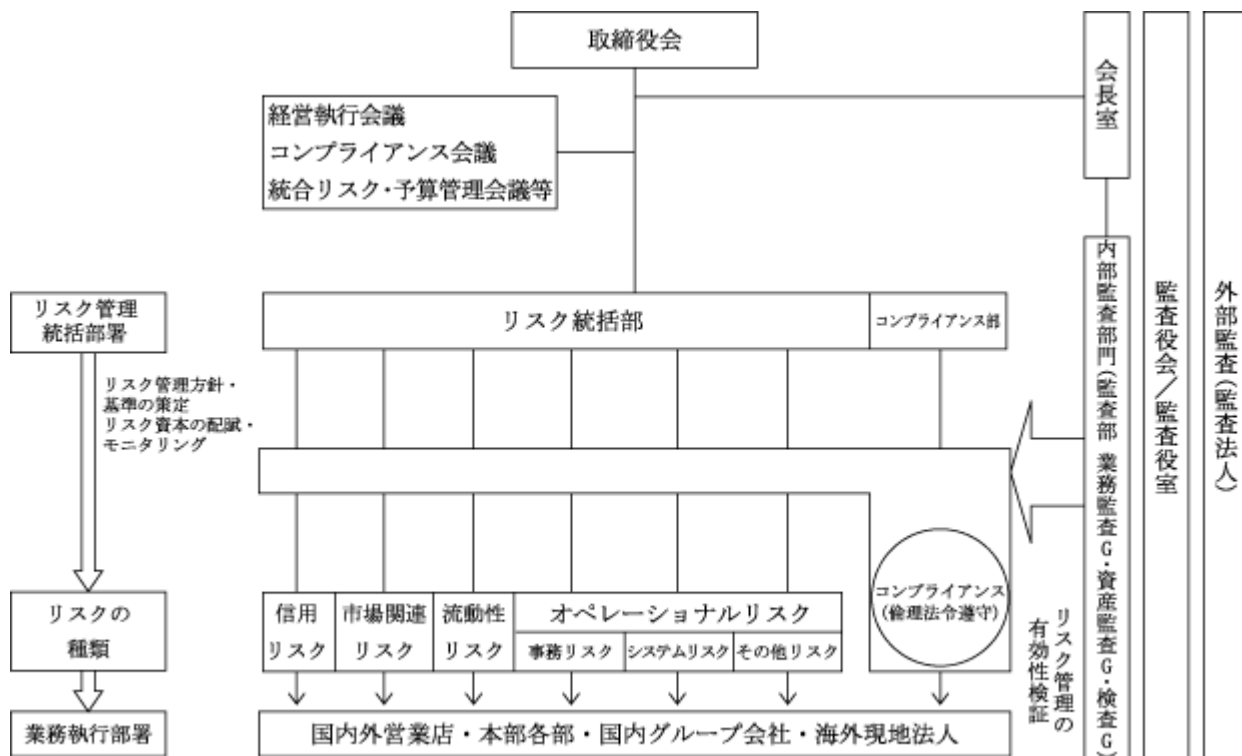 取締役会
経営執行会議
コンプライアンス会議
統合リスク・予算管理会議等
会長室
リスク管理
統括部署
リスク統括部
コンプライアンス部
リスク管理方針・
基準の策定
リスク資本の配賦・
モニタリング
リスクの
種類
信用
リスク
市場関連
リスク
流動性
リスク
オペレーショナルリスク
事務リスク
システムリスク
その他リスク
コンプライアンス
(倫理法令遵守)
リスク管理の
有効性検証
内部監査部門(監査部 業務監査G・資産監査G・検査G)
監査役会/監査役室
外部監査(監査法人)
業務執行部署
国内外営業店・本部各部・国内グループ会社・海外現地法人